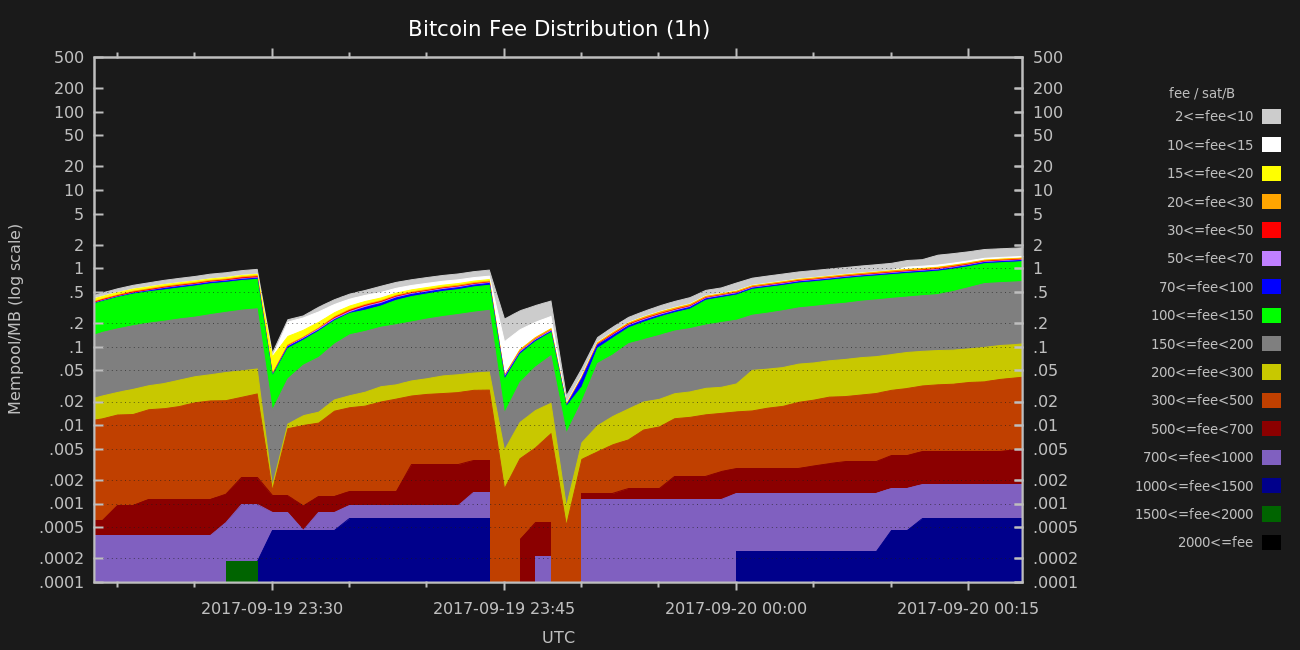 Bitcoin Fee Distribution (1h)
500
200
100
50
20
10
5
2
1
.5
.2
.1
.05
.02
.01
.005
.002
.001
.0005
.0002
.0001
Mempool/MB (log scale)
500
200
100
50
20
10
5
2
1
.5
.2
.1
.05
.02
.01
.005
.002
.001
.0005
.0002
.0001
2017-09-19 23:30
2017-09-19 23:45
2017-09-20 00:00
2017-09-20 00:15
UTC
fee / sat/B
2<=fee<10
10<=fee<15
15<=fee<20
20<=fee<30
30<=fee<50
50<=fee<70
70<=fee<100
100<=fee<150
150<=fee<200
200<=fee<300
300<=fee<500
500<=fee<700
700<=fee<1000
1000<=fee<1500
1500<=fee<2000
2000<=fee